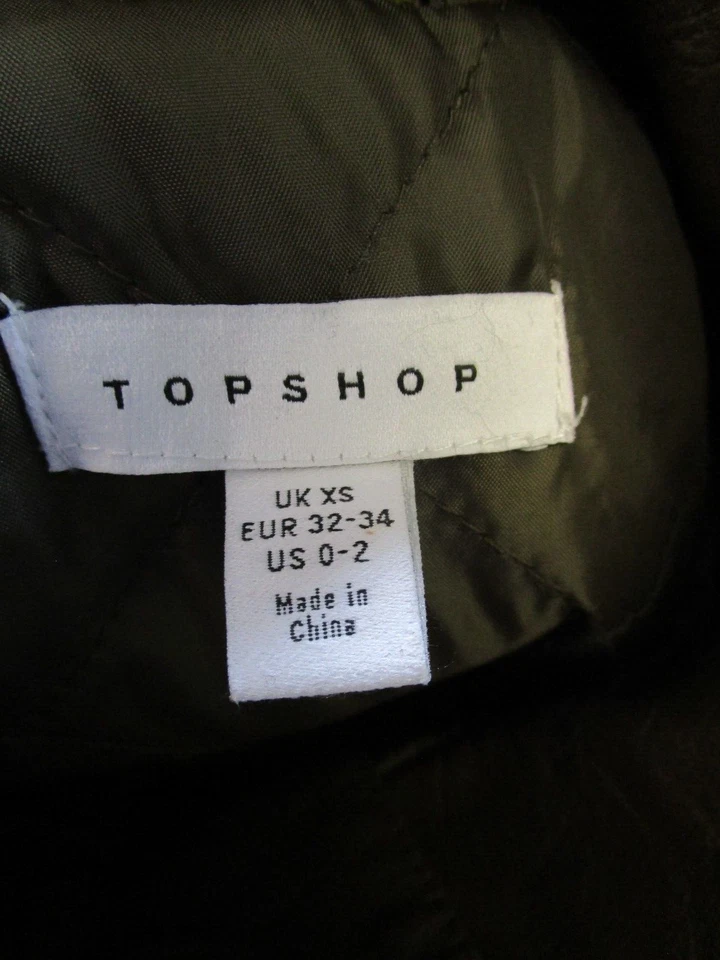 TOPSHOP
UK XS
EUR 32-34
US 0-2
Made in
China